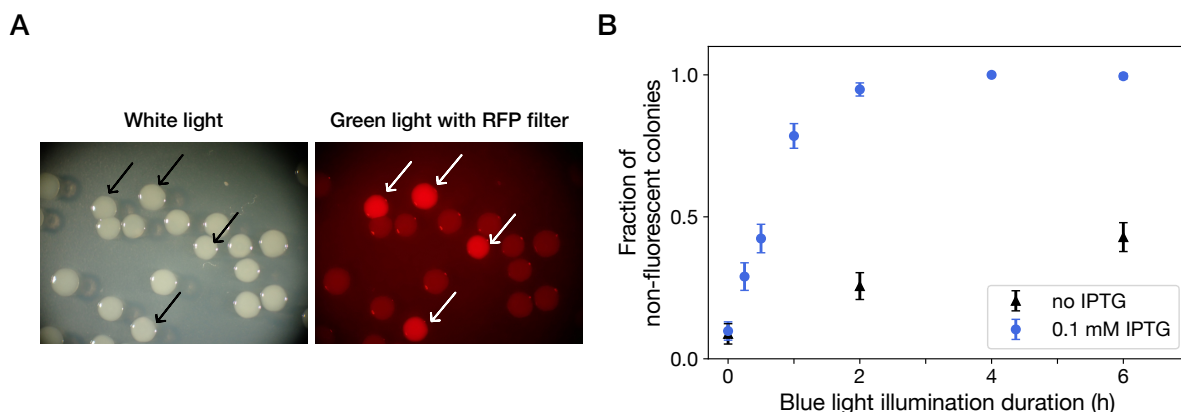 A
White light
Green light with RFP filter
B
Fraction of
non-fluorescent colonies
1.0
0.5
0.0
0
2
4
6
Blue light illumination duration (h)
no IPTG
0.1 mM IPTG